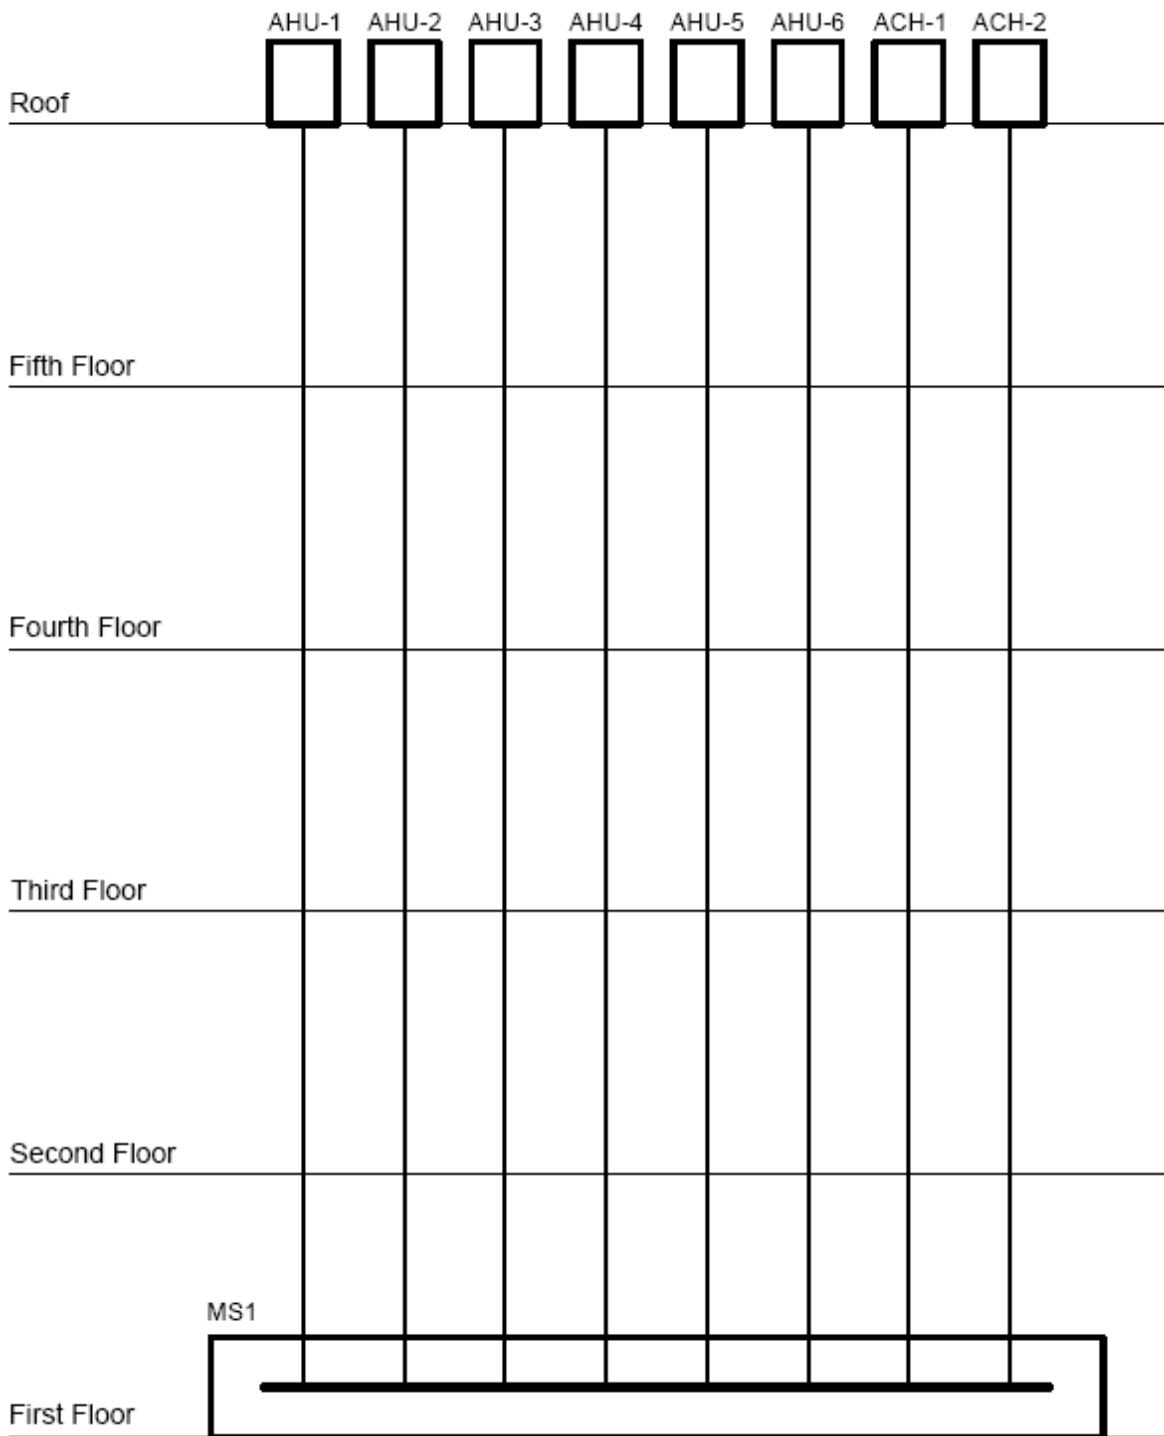 AHU-1 AHU-2 AHU-3 AHU-4 AHU-5 AHU-6 ACH-1 ACH-2
Roof
Fifth Floor
Fourth Floor
Third Floor
Second Floor
MS1
First Floor